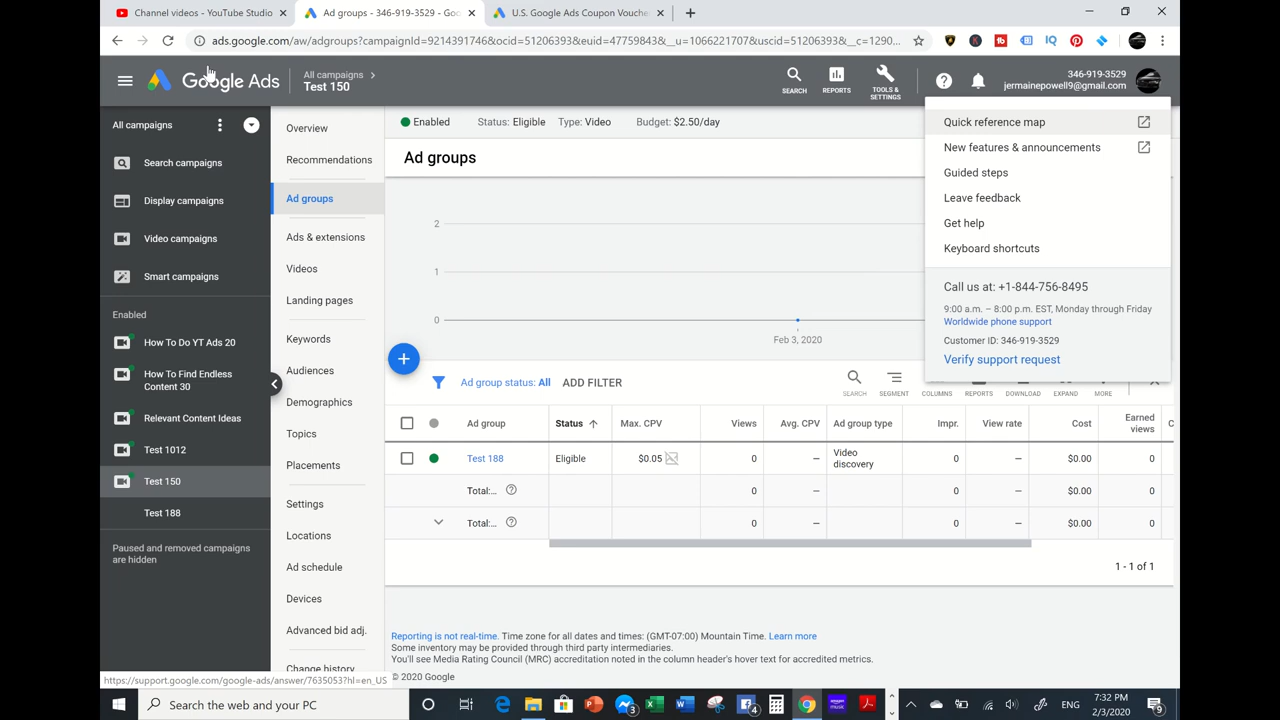 Channel videos - YouTube Studio
Ad groups - 346-919-3529 - Goo
U.S. Google Ads Coupon Vouche
ads.google.com/aw/adgroups?campaignId=9214391746&ocid=51206393&euid=47759843&__u=1066221707&uscid=51206393&__c=1290...
Google Ads
All campaigns
Test 150
SEARCH
REPORTS
TOOLS &
SETTINGS
346-919-3529
jermainepowell9@gmail.com
All campaigns
Search campaigns
Display campaigns
Video campaigns
Smart campaigns
Enabled
How To Do YT Ads 20
How To Find Endless
Content 30
Relevant Content Ideas
Test 1012
Test 150
Test 188
Paused and removed campaigns
are hidden
Overview
Recommendations
Ad groups
Ads & extensions
Videos
Landing pages
Keywords
Audiences
Demographics
Topics
Placements
Settings
Locations
Ad schedule
Devices
Advanced bid adj.
Change history
Enabled Status: Eligible Type: Video Budget: $2.50/day
Ad groups
2
1
0
Feb 3, 2020
Quick reference map
New features & announcements
Guided steps
Leave feedback
Get help
Keyboard shortcuts
Call us at: +1-844-756-8495
9:00 a.m. – 8:00 p.m. EST, Monday through Friday
Worldwide phone support
Customer ID: 346-919-3529
Verify support request
Ad group status: All ADD FILTER
SEARCH SEGMENT COLUMNS REPORTS DOWNLOAD EXPAND MORE
Ad group Status Max. CPV Views Avg. CPV Ad group type Impr. View rate Cost Earned views C
Test 188 Eligible $0.05 0 — Video discovery 0 — $0.00 0
Total:... 0 — 0 — $0.00 0
Total:... 0 — 0 — $0.00 0
1 - 1 of 1
Reporting is not real-time. Time zone for all dates and times: (GMT-07:00) Mountain Time. Learn more
Some inventory may be provided through third party intermediaries.
You'll see Media Rating Council (MRC) accreditation noted in the column header's hover text for accredited metrics.
© 2020 Google
https://support.google.com/google-ads/answer/7635053?hl=en_US
Search the web and your PC
3
4
7:32 PM
2/3/2020
9